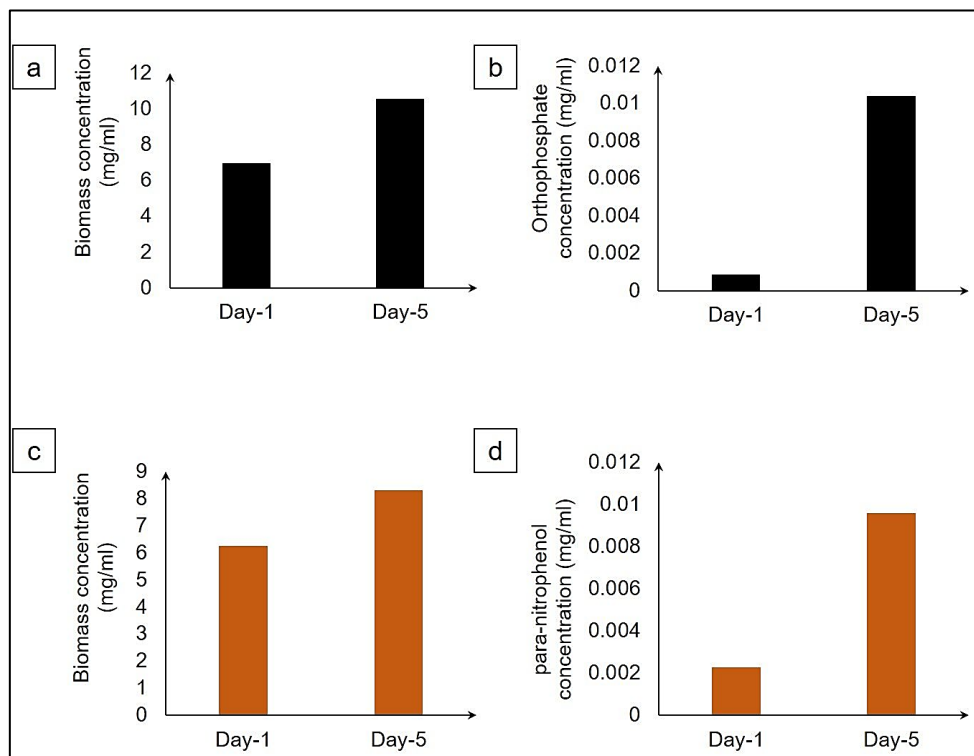 a
Biomass concentration
(mg/ml)
12
10
8
6
4
2
0
Day-1 Day-5
b
Orthophosphate
concentration (mg/ml)
0.012
0.01
0.008
0.006
0.004
0.002
0
Day-1 Day-5
c
Biomass concentration
(mg/ml)
9
8
7
6
5
4
3
2
1
0
Day-1 Day-5
d
para-nitrophenol
concentration (mg/ml)
0.012
0.01
0.008
0.006
0.004
0.002
0
Day-1 Day-5